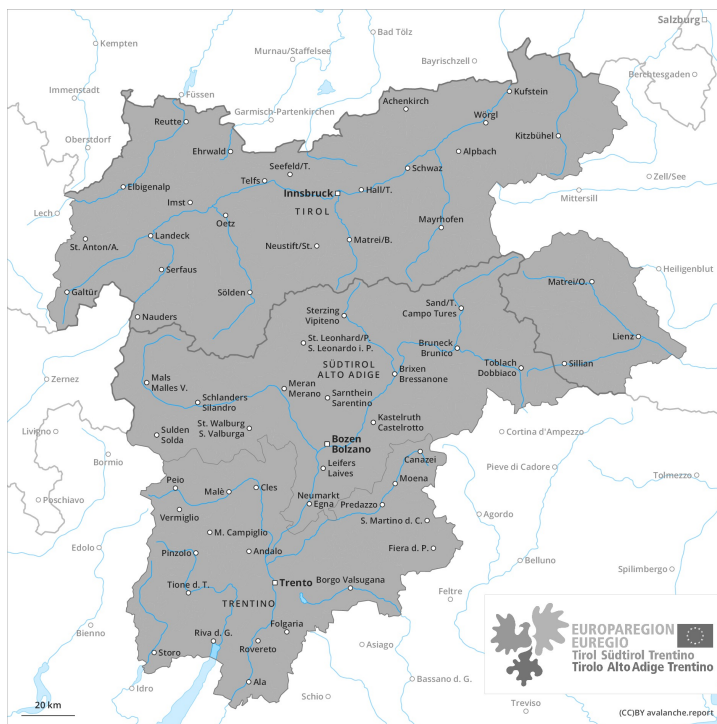 Salzburg
Kempten
Bad Tölz
Murnau/Staffelsee
Bayrischzell
Berchtesgaden
Immenstadt
Füssen
Garmisch-Partenkirchen
Achenkirch
Kufstein
Reutte
Wörgl
Oberstdorf
Ehrwald
Kitzbühel
Alpbach
Seefeld/T.
Schwaz
Zell/See
Telfs
Elbigenalp
Innsbruck
Hall/T.
Mittersill
Imst
TIROL
Lech
Oetz
Mayrhofen
St. Anton/A.
Landeck
Neustift/St.
Matrei/B.
Serfaus
Heiligenblut
Matrei/O.
Galtür
Sölden
Nauders
Sterzing
Vipiteno
Sand/T.
Campo Tures
Lienz
St. Leonhard/P.
S. Leonardo i. P.
Bruneck
Brunico
SÜDTIROL
ALTO ADIGE
Toblach
Dobbiaco
Sillian
Zernez
Mals
Malles V.
Meran
Merano
Brixen
Bressanone
Schlanders
Silandro
Sarnthein
Sarentino
Livigno
Sulden
Solda
St. Walburg
S. Valburga
Kastelruth
Castelrotto
Cortina d'Ampezzo
Bozen
Bolzano
Bormio
Canazei
Pieve di Cadore
Leifers
Laives
Tolmezzo
Peio
Malè
Cles
Moena
Poschiavo
Neumarkt
Egna
Predazzo
Vermiglio
Agordo
S. Martino d. C.
M. Campiglio
Edolo
Pinzolo
Andalo
Fiera d. P.
Belluno
Spilimbergo
Tione d. T.
Trento
Borgo Valsugana
Feltre
TRENTINO
Folgaria
Bienno
Riva d. G.
Rovereto
Asiago
Storo
Idro
Ala
Schio
Bassano d. G.
Treviso
EUROPAREGION
EUREGIO
Tirol Südtirol Trentino
Tirolo Alto Adige Trentino
20 km
(CC)BY avalanche.report